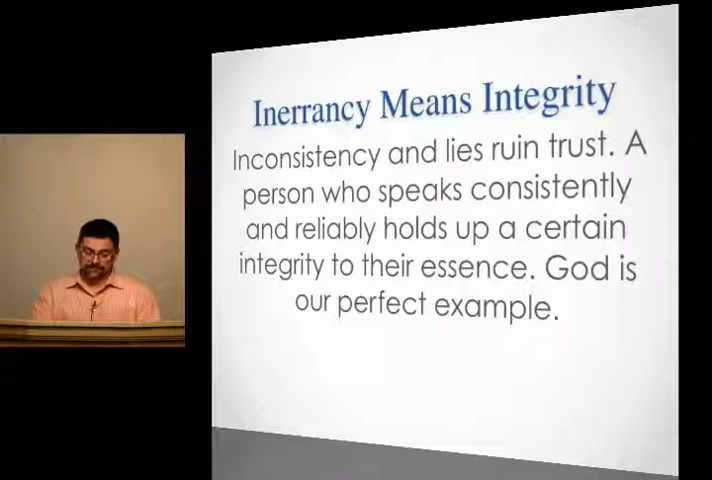 Inerrancy Means Integrity
Inconsistency and lies ruin trust. A
person who speaks consistently
and reliably holds up a certain
integrity to their essence. God is
our perfect example.